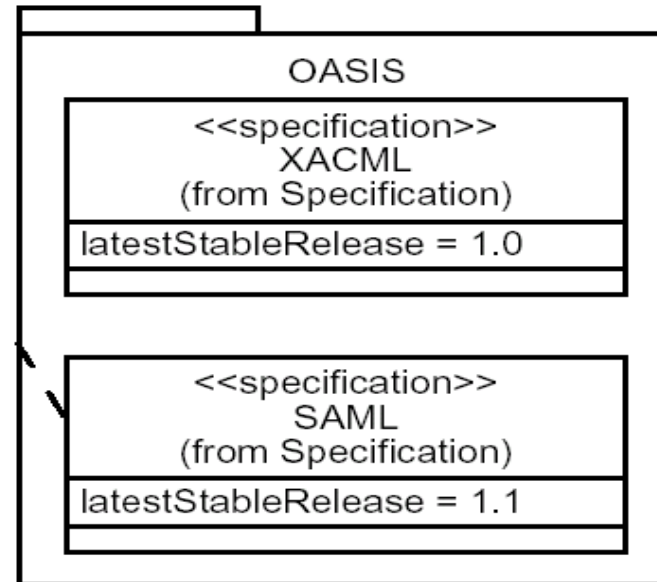 OASIS
<<specification>>
XACML
(from Specification)
latestStableRelease = 1.0
<<specification>>
SAML
(from Specification)
latestStableRelease = 1.1